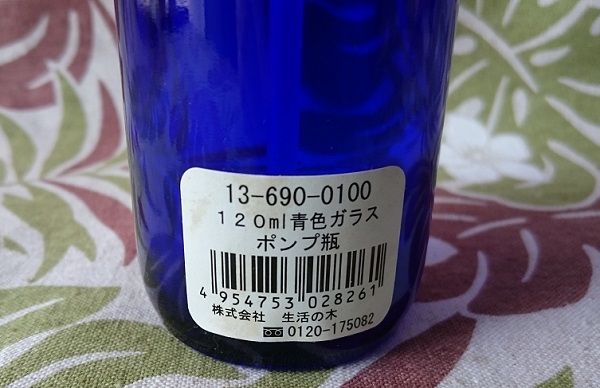 13-690-0100
１２０ml青色ガラス
ポンプ瓶
4 954753 028261
株式会社　生活の木
0120-175082